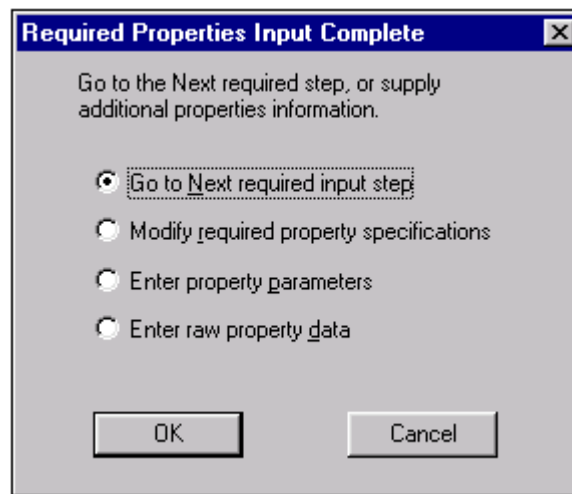 Required Properties Input Complete
Go to the Next required step, or supply
additional properties information.
Go to Next required input step
Modify required property specifications
Enter property parameters
Enter raw property data
OK
Cancel